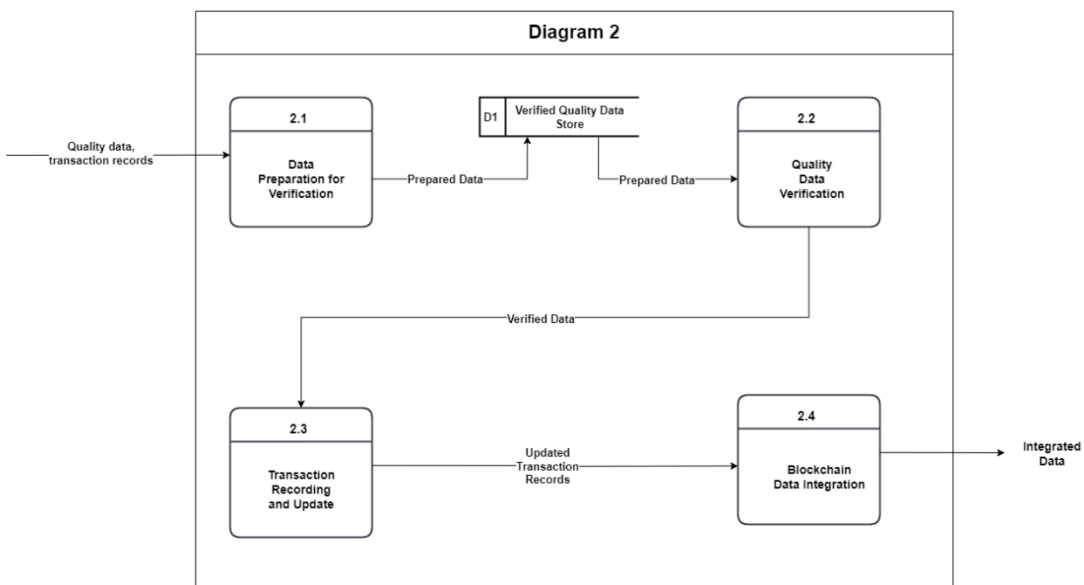 Diagram 2
2.1
Data
Preparation for
Verification
Quality data,
transaction records
Prepared Data
D1
Verified Quality Data
Store
Prepared Data
2.2
Quality
Data
Verification
Verified Data
2.3
Transaction
Recording
and Update
Updated
Transaction
Records
2.4
Blockchain
Data Integration
Integrated
Data